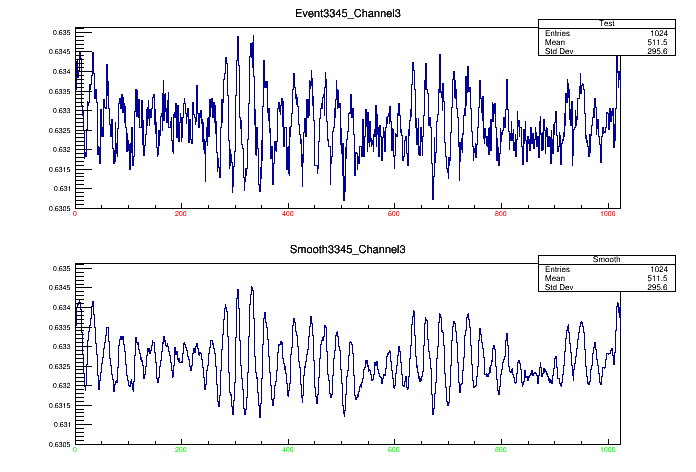 Event3345_Channel3
Test
Entries 1024
Mean 511.5
Std Dev 295.6
0.635
0.6345
0.634
0.6335
0.633
0.6325
0.632
0.6315
0.631
0.6305
0 200 400 600 800 1000
Smooth3345_Channel3
Smooth
Entries 1024
Mean 511.5
Std Dev 295.6
0.635
0.6345
0.634
0.6335
0.633
0.6325
0.632
0.6315
0.631
0.6305
0 200 400 600 800 1000